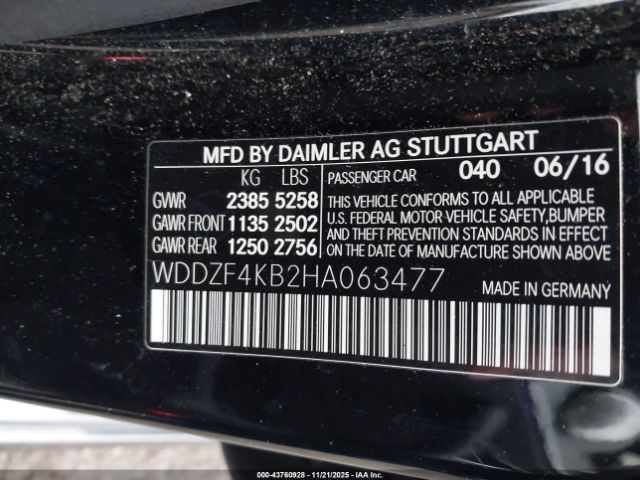 MFD BY DAIMLER AG STUTTGART
KG LBS PASSENGER CAR 040 06/16
GVWR 2385 5258
GAWR FRONT 1135 2502
GAWR REAR 1250 2756
THIS VEHICLE CONFORMS TO ALL APPLICABLE
U.S. FEDERAL MOTOR VEHICLE SAFETY, BUMPER
AND THEFT PREVENTION STANDARDS IN EFFECT ON
THE DATE OF MANUFACTURE SHOWN ABOVE
WDDZF4KB2HA063477 MADE IN GERMANY
000-43760928 - 11/21/2025 - IAAI.COM